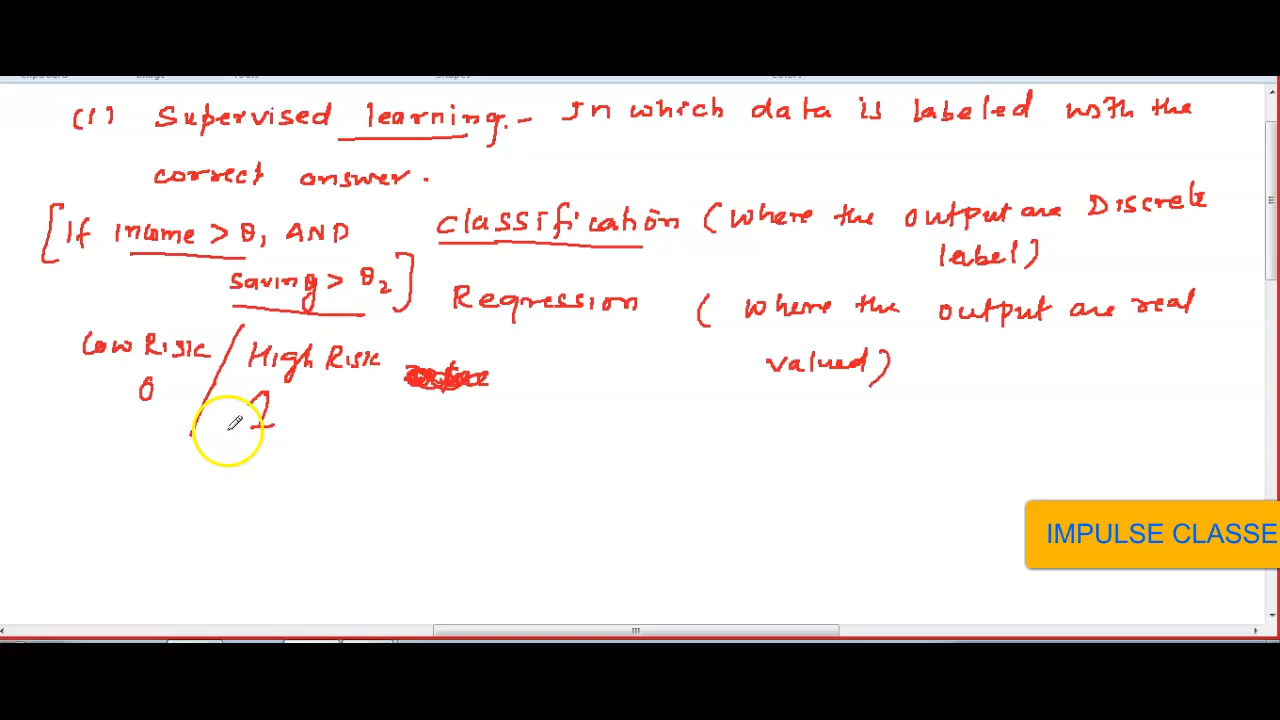 (1) Supervised learning. - In which data is labeled with the
correct answer.
[If income > θ, AND
saving > θ2]
Classification (Where the output are Discrete
label)
Regression ( Where the output are real
valued)
Low Risk / High Risk
0 1
IMPULSE CLASSE